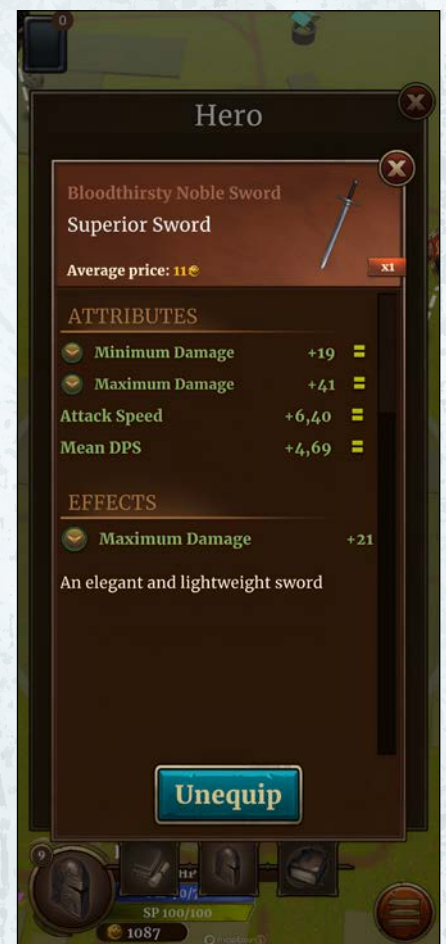 0
Hero
Bloodthirsty Noble Sword
Superior Sword
Average price: 11
x1
ATTRIBUTES
Minimum Damage +19 =
Maximum Damage +41 =
Attack Speed +6,40 =
Mean DPS +4,69 =
EFFECTS
Maximum Damage +21
An elegant and lightweight sword
Unequip
9
SP 100/100
1087